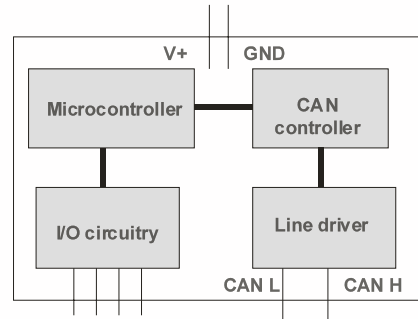 V+ GND
Microcontroller
CAN
controller
I/O circuitry
Line driver
CAN L CAN H